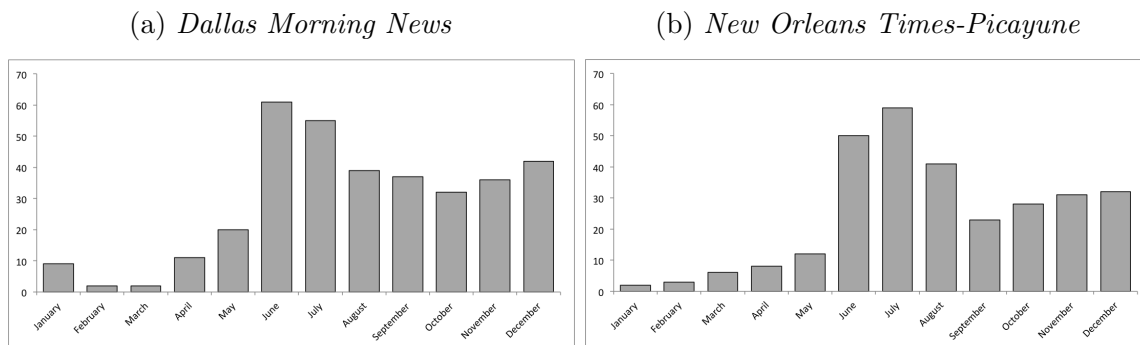 (a) Dallas Morning News
70
60
50
40
30
20
10
0
January
February
March
April
May
June
July
August
September
October
November
December
(b) New Orleans Times-Picayune
70
60
50
40
30
20
10
0
January
February
March
April
May
June
July
August
September
October
November
December